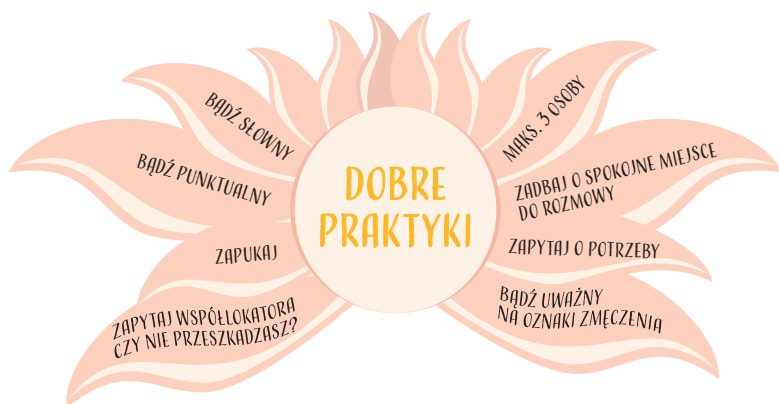 DOBRE
PRAKTYKI
BĄDŹ SŁOWNY
BĄDŹ PUNKTUALNY
ZAPUKAJ
ZAPYTAJ WSPÓŁLOKATORA
CZY NIE PRZESZKADZASZ?
MAKS. 3 OSOBY
ZADBAJ O SPOKOJNE MIEJSCE
DO ROZMOWY
ZAPYTAJ O POTRZEBY
BĄDŹ UWAŻNY
NA OZNAKI ZMĘCZENIA